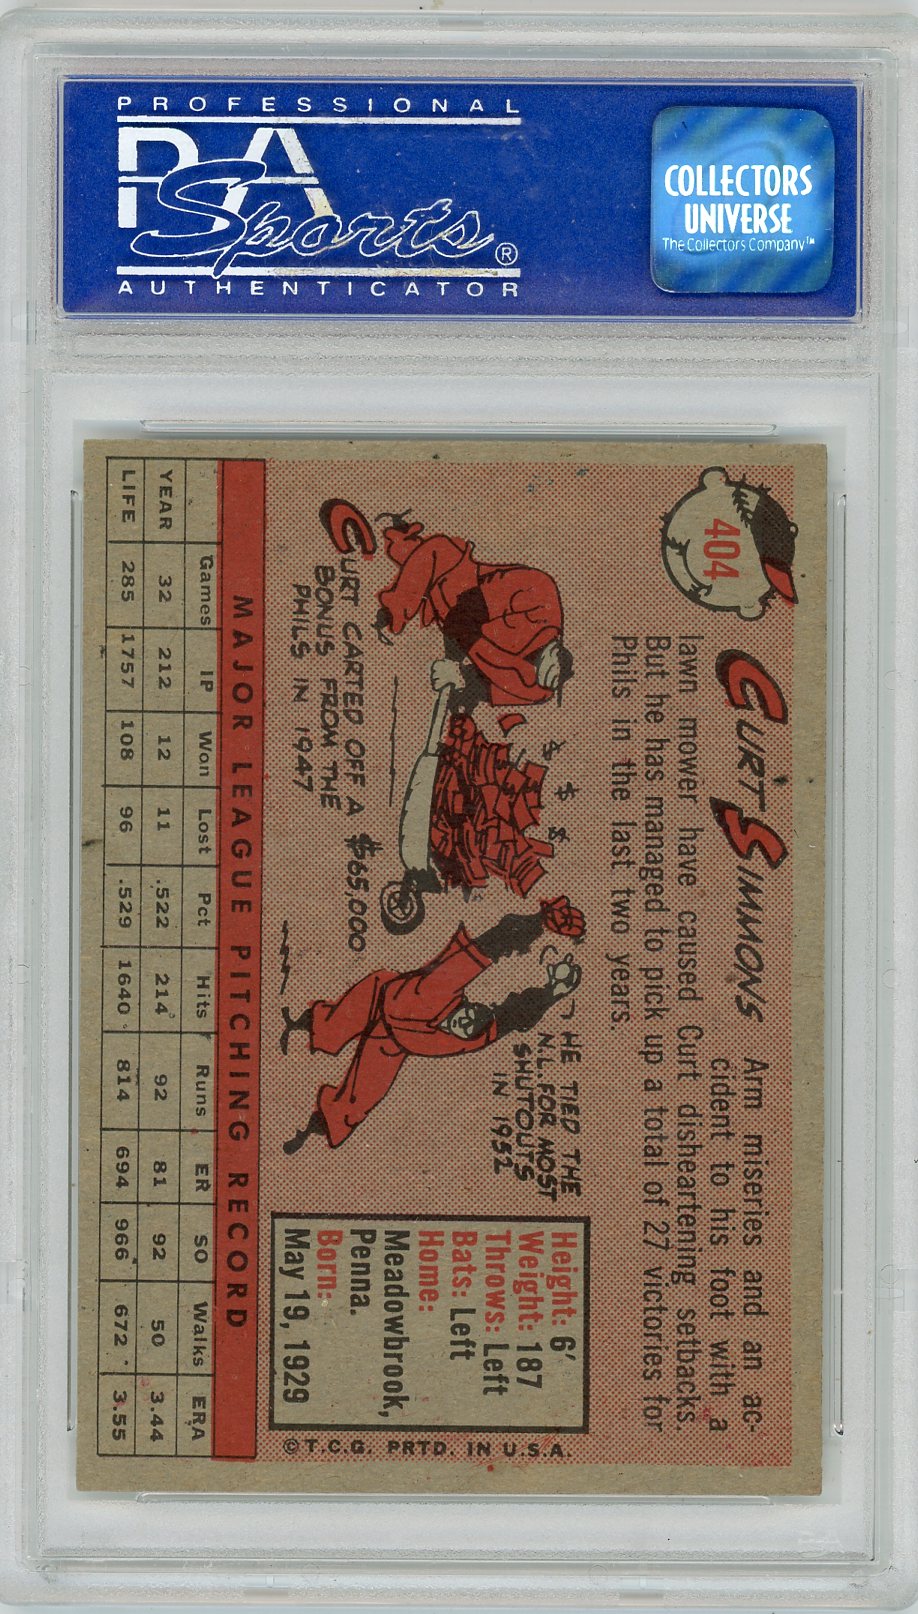 PROFESSIONAL
PSA
Sports®
AUTHENTICATOR
COLLECTORS
UNIVERSE
The Collectors Company™
404
CURT SIMMONS
Arm miseries and an ac-
cident to his foot with a
lawn mower have caused Curt disheartening setbacks.
But he has managed to pick up a total of 27 victories for
Phils in the last two years.
$ $ $
CURT CARTED OFF A $65,000
BONUS FROM THE
PHILS IN 1947
HE TIED THE
N.L. FOR MOST
SHUTOUTS
IN 1952
Height: 6'
Weight: 187
Throws: Left
Bats: Left
Home:
Meadowbrook,
Penna.
Born:
May 19, 1929
MAJOR LEAGUE PITCHING RECORD
Games IP Won Lost Pct Hits Runs ER SO Walks ERA
YEAR 32 212 12 11 .522 214 92 81 92 50 3.44
LIFE 285 1757 108 96 .529 1640 814 694 966 672 3.55
©T.C.G. PRTD. IN U.S.A.